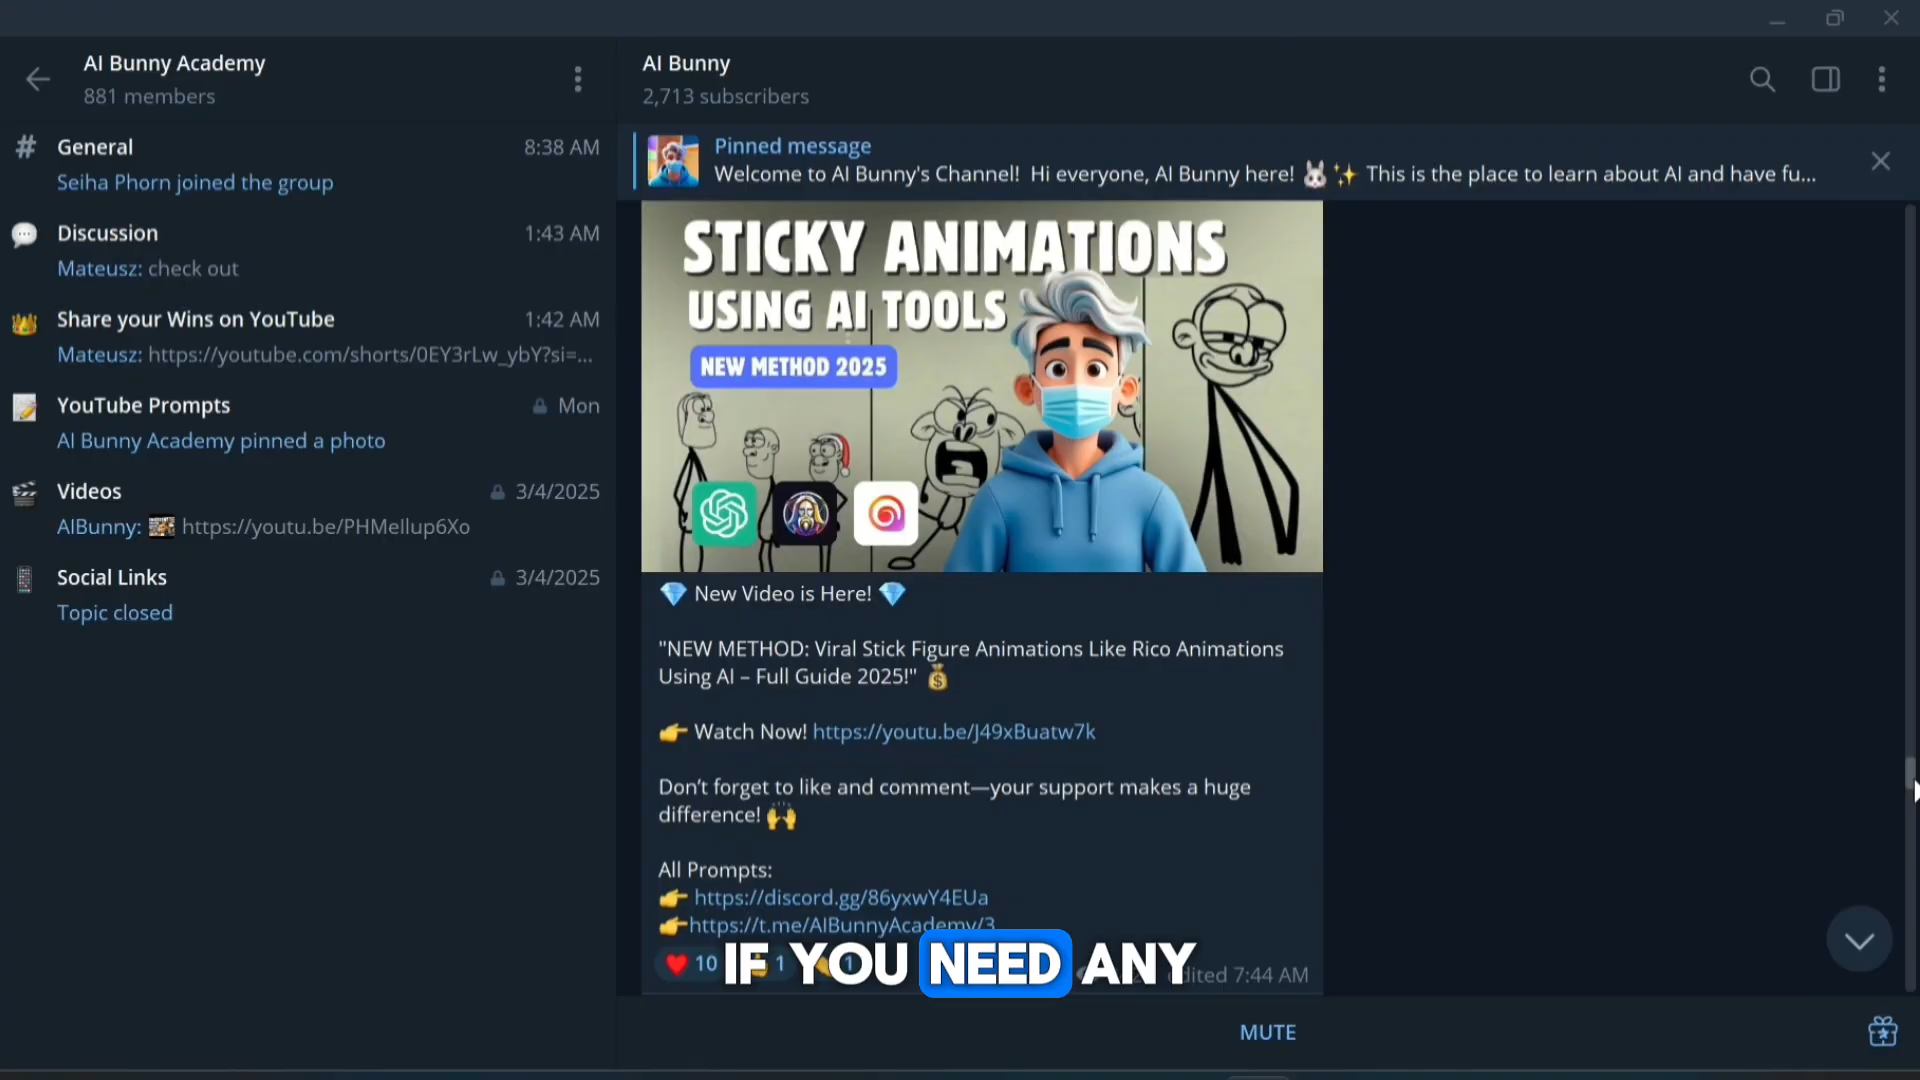 AI Bunny Academy
881 members
General
8:38 AM
Seiha Phorn joined the group
Discussion
1:43 AM
Mateusz: check out
Share your Wins on YouTube
1:42 AM
Mateusz: https://youtube.com/shorts/0EY3rLw_ybY?si=...
YouTube Prompts
Mon
AI Bunny Academy pinned a photo
Videos
3/4/2025
AIBunny: https://youtu.be/PHMellup6Xo
Social Links
3/4/2025
Topic closed
AI Bunny
2,713 subscribers
Pinned message
Welcome to AI Bunny's Channel! Hi everyone, AI Bunny here! 🐰✨ This is the place to learn about AI and have fu...
STICKY ANIMATIONS
USING AI TOOLS
NEW METHOD 2025
💎 New Video is Here! 💎
"NEW METHOD: Viral Stick Figure Animations Like Rico Animations
Using AI – Full Guide 2025!" 💰
👉 Watch Now! https://youtu.be/J49xBuatw7k
Don't forget to like and comment—your support makes a huge
difference! 🙌
All Prompts:
👉 https://discord.gg/86yxwY4EUa
👉https://t.me/AIBunnyAcademy/3
❤️ 10
1
1
edited 7:44 AM
IF YOU NEED ANY
MUTE